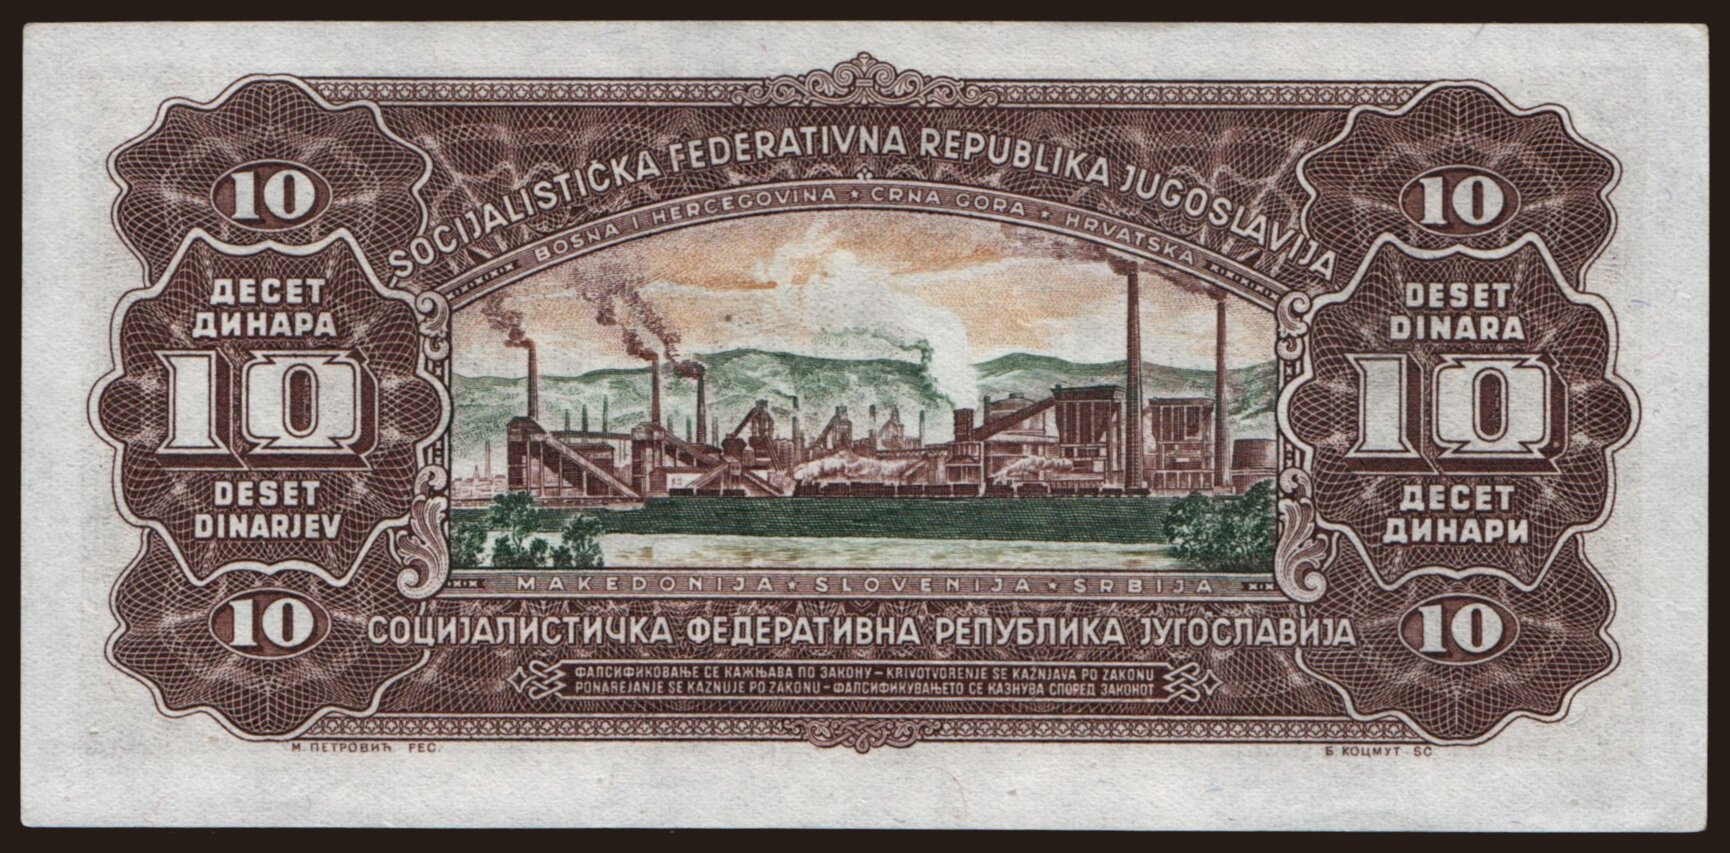 SOCIJALISTIČKA FEDERATIVNA REPUBLIKA JUGOSLAVIJA
BOSNA I HERCEGOVINA ★ CRNA GORA ★ HRVATSKA
10
10
ДЕСЕТ
ДИНАРА
10
DESET
DINARJEV
10
DESET
DINARA
10
ДЕСЕТ
ДИНАРИ
10
MAKEDONIJA ★ SLOVENIJA ★ SRBIJA
СОЦИЈАЛИСТИЧКА ФЕДЕРАТИВНА РЕПУБЛИКА ЈУГОСЛАВИЈА
ФАЛСИФИКОВАЊЕ СЕ КАЖЊАВА ПО ЗАКОНУ – KRIVOTVORENJE SE KAZNJAVA PO ZAKONU
PONAREJANJE SE KAZNUJE PO ZAKONU – ФАЛСИФИКУВАЊЕТО СЕ КАЗНУВА СПОРЕД ЗАКОНОТ
М. ПЕТРОВИЋ FEC.
Б КОЦМУТ · SC